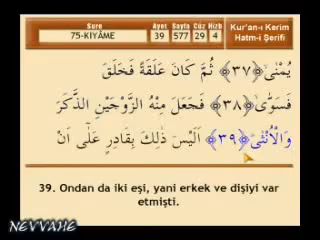 Sure Ayet Sayfa Cüz Hizb
75-KIYÂME 39 577 29 4
Kur'an-ı Kerim
Hatm-i Şerifi
يُمْنٰىۙ﴿٣٧﴾ ثُمَّ كَانَ عَلَقَةً فَخَلَقَ
فَسَوّٰىۙ﴿٣٨﴾ فَجَعَلَ مِنْهُ الزَّوْجَيْنِ الذَّكَرَ
وَالْاُنْثٰىۜ﴿٣٩﴾ اَلَيْسَ ذٰلِكَ بِقَادِرٍ عَلٰٓى اَنْ
39. Ondan da iki eşi, yani erkek ve dişiyi var
etmişti.
NEVVAHE